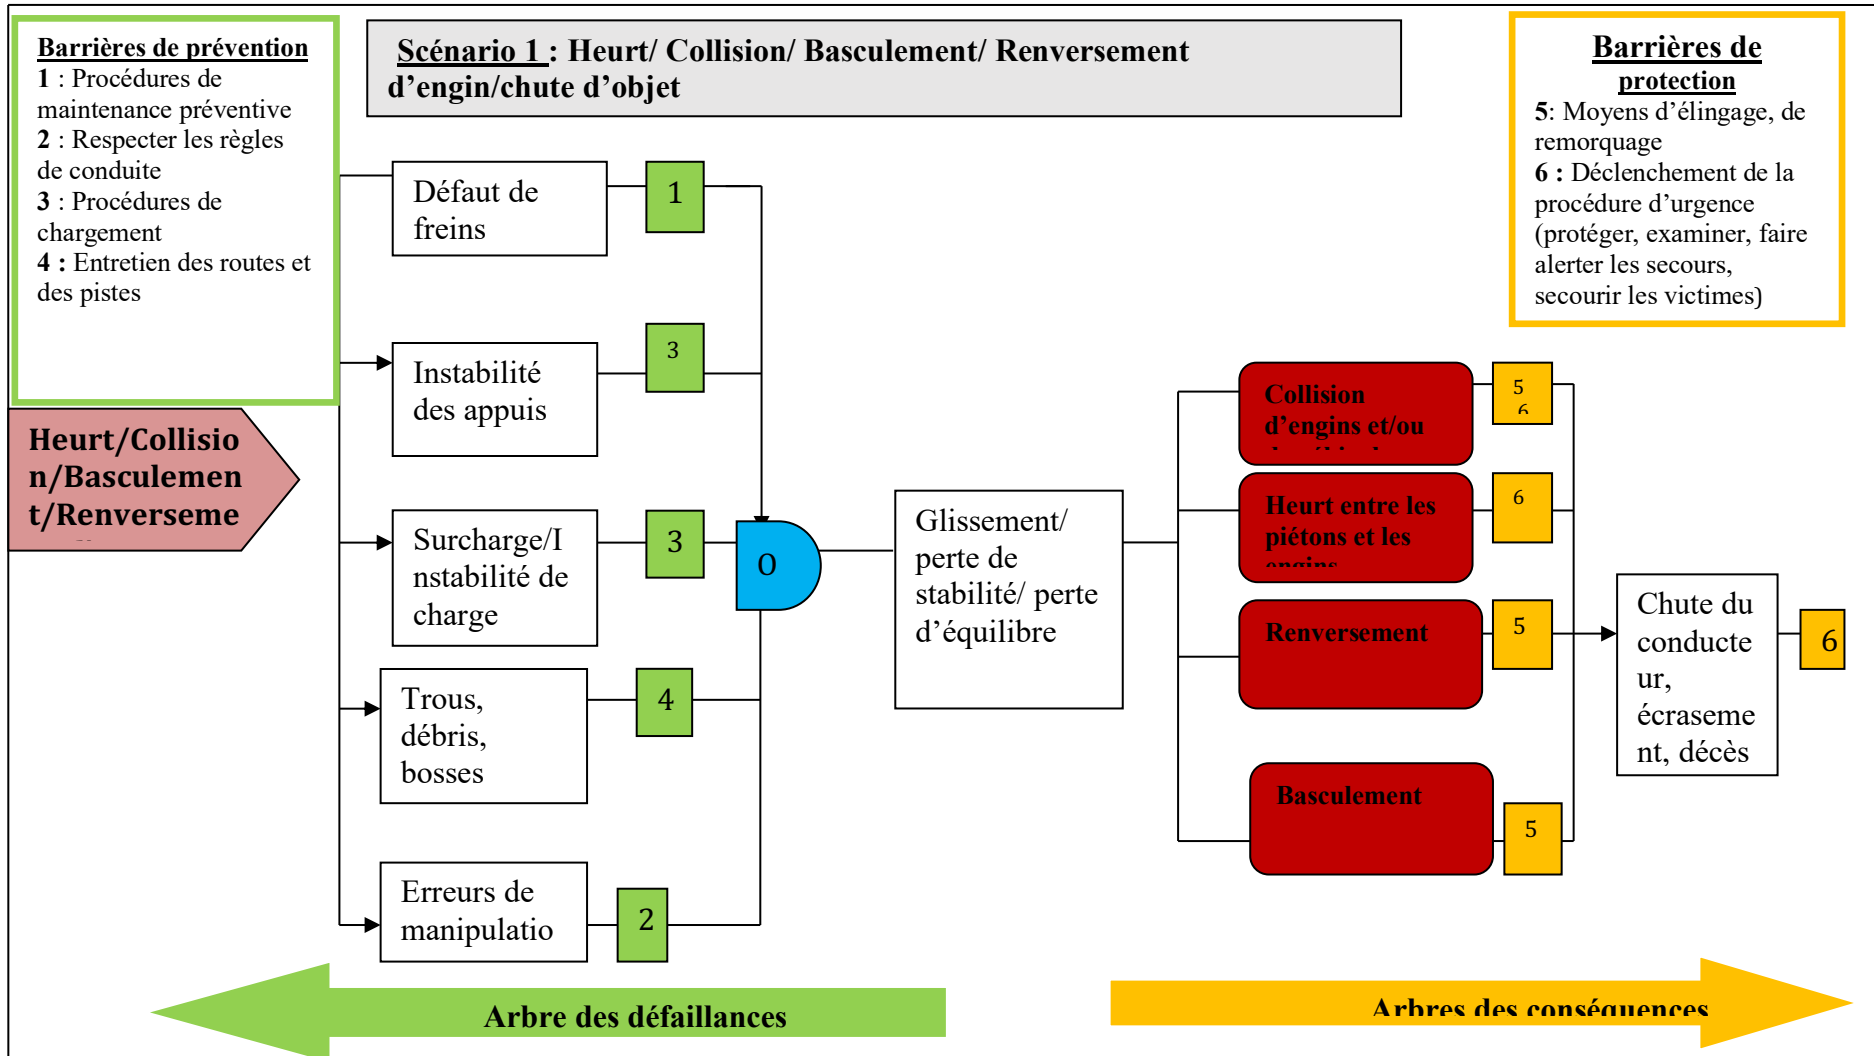 Barrières de prévention
1 : Procédures de
maintenance préventive
2 : Respecter les règles
de conduite
3 : Procédures de
chargement
4 : Entretien des routes et
des pistes
Scénario 1 : Heurt/ Collision/ Basculement/ Renversement
d’engin/chute d’objet
Barrières de
protection
5: Moyens d’élingage, de
remorquage
6 : Déclenchement de la
procédure d’urgence
(protéger, examiner, faire
alerter les secours,
secourir les victimes)
Heurt/Collisio
n/Basculemen
t/Renverseme
Défaut de
freins
1
Instabilité
des appuis
3
Surcharge/I
nstabilité de
charge
3
Trous,
débris,
bosses
4
Erreurs de
manipulatio
2
O
Glissement/
perte de
stabilité/ perte
d’équilibre
Collision
d’engins et/ou
5
6
Heurt entre les
piétons et les
engins
6
Renversement
5
Basculement
5
Chute du
conducte
ur,
écraseme
nt, décès
6
Arbre des défaillances
Arbres des conséquences